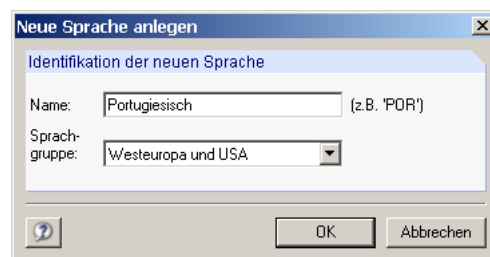 Neue Sprache anlegen
Identifikation der neuen Sprache
Name: Portugiesisch (z.B. 'POR')
Sprach-
gruppe: Westeuropa und USA
OK Abbrechen